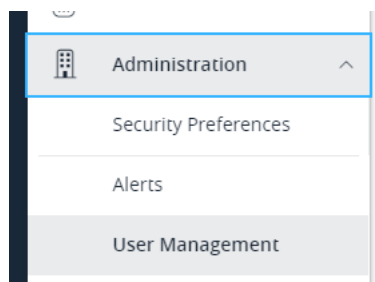 Administration
Security Preferences
Alerts
User Management